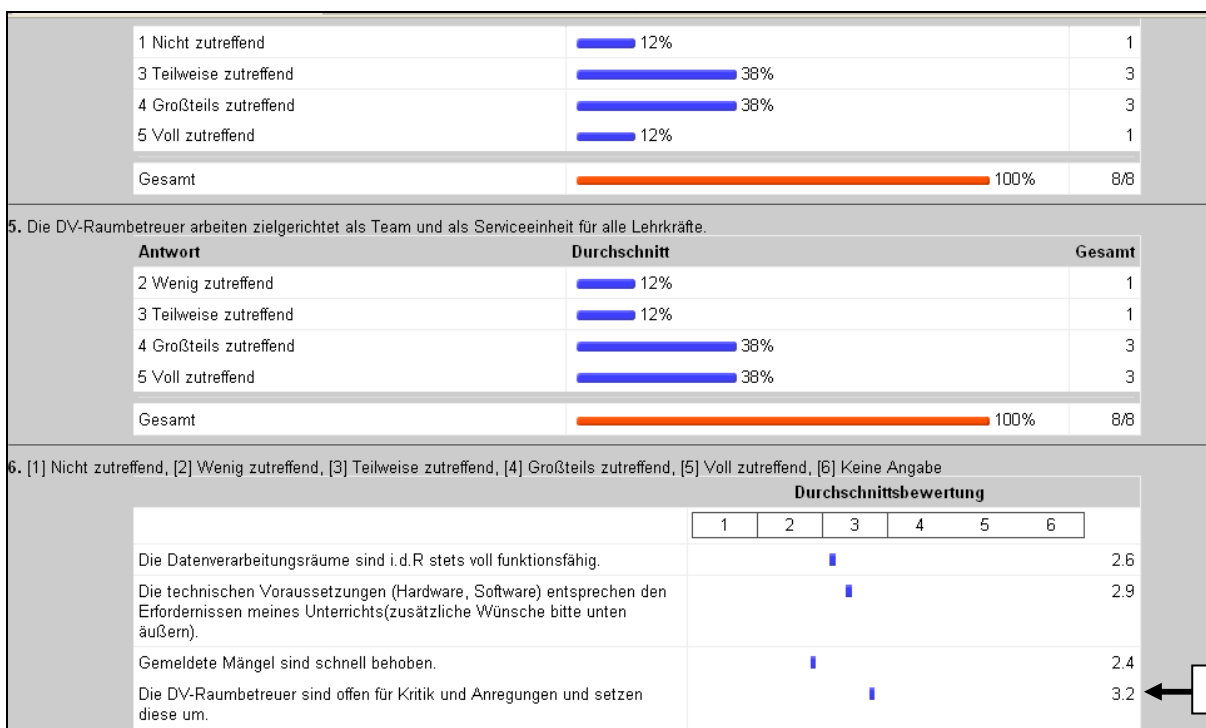 1 Nicht zutreffend 12% 1
3 Teilweise zutreffend 38% 3
4 Großteils zutreffend 38% 3
5 Voll zutreffend 12% 1
Gesamt 100% 8/8
5. Die DV-Raumbetreuer arbeiten zielgerichtet als Team und als Serviceeinheit für alle Lehrkräfte.
Antwort Durchschnitt Gesamt
2 Wenig zutreffend 12% 1
3 Teilweise zutreffend 12% 1
4 Großteils zutreffend 38% 3
5 Voll zutreffend 38% 3
Gesamt 100% 8/8
6. [1] Nicht zutreffend, [2] Wenig zutreffend, [3] Teilweise zutreffend, [4] Großteils zutreffend, [5] Voll zutreffend, [6] Keine Angabe
Durchschnittsbewertung
1 2 3 4 5 6
Die Datenverarbeitungsräume sind i.d.R stets voll funktionsfähig. 2.6
Die technischen Voraussetzungen (Hardware, Software) entsprechen den 2.9
Erfordernissen meines Unterrichts(zusätzliche Wünsche bitte unten
äußern).
Gemeldete Mängel sind schnell behoben. 2.4
Die DV-Raumbetreuer sind offen für Kritik und Anregungen und setzen 3.2
diese um.